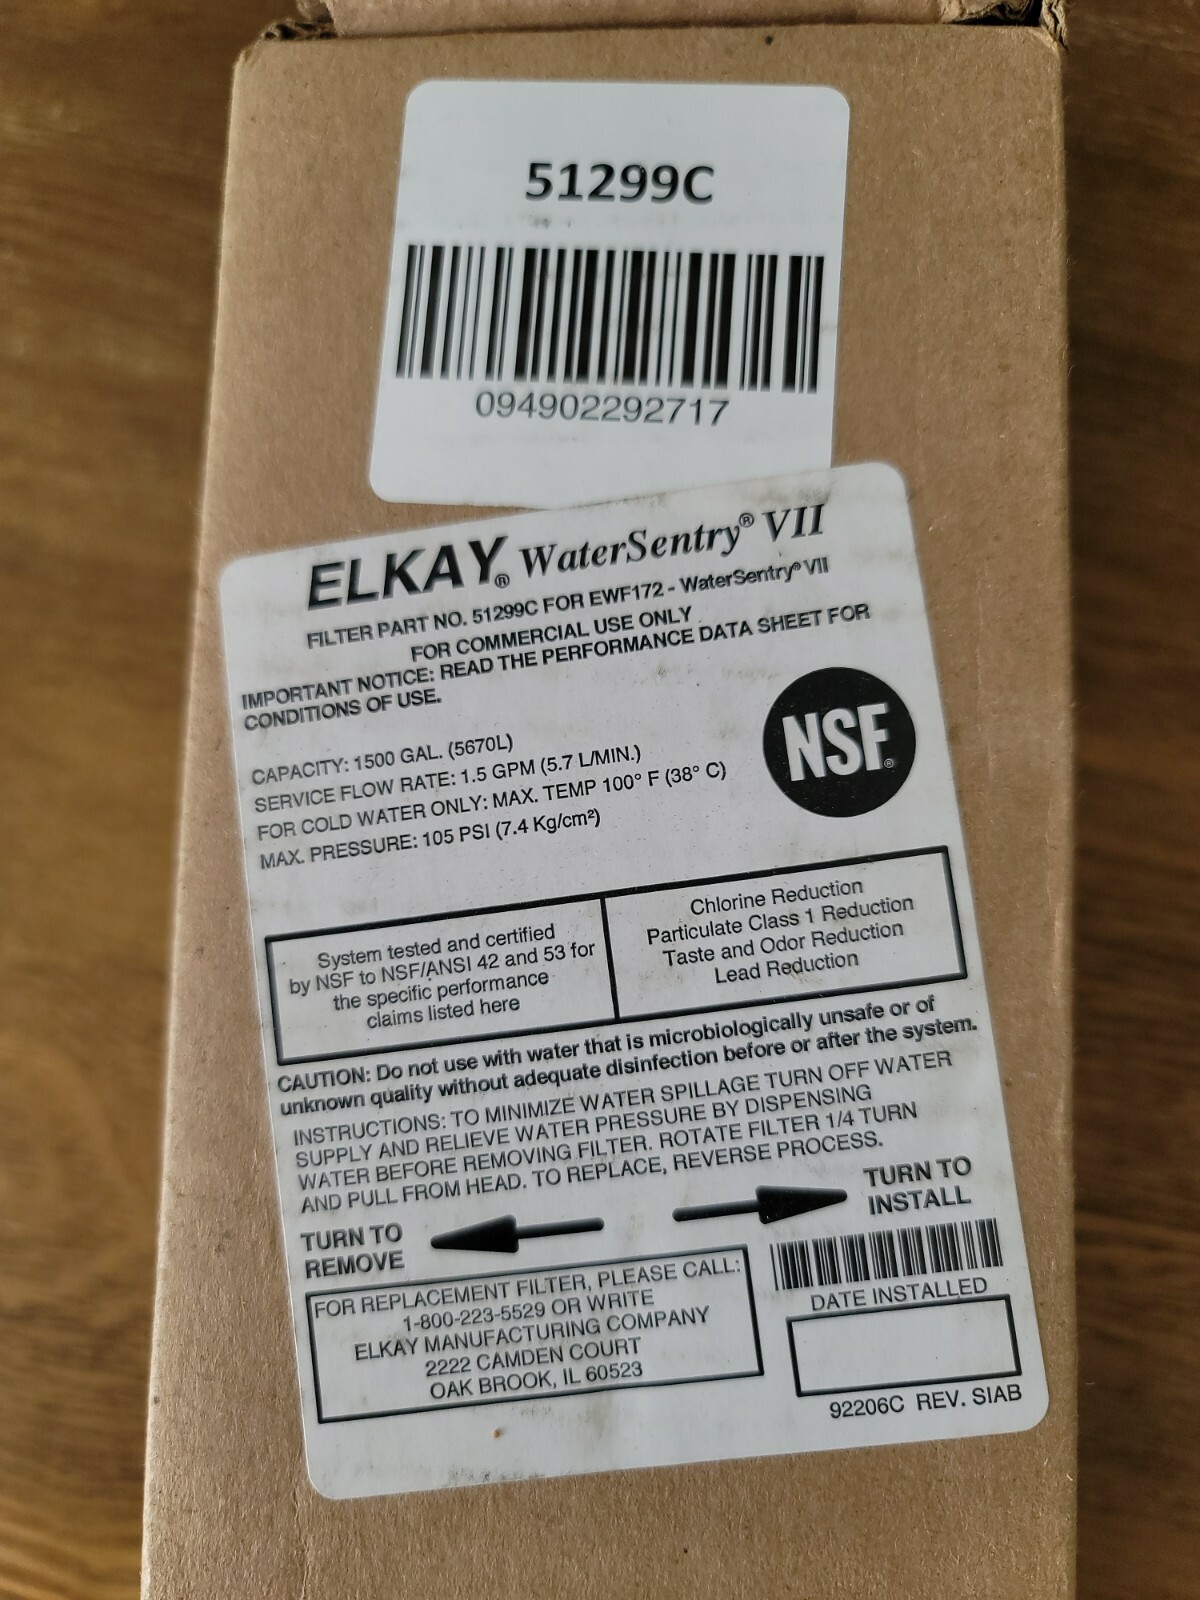 51299C
094902292717
ELKAY® WaterSentry® VII
FILTER PART NO. 51299C FOR EWF172 - WaterSentry® VII
FOR COMMERCIAL USE ONLY
IMPORTANT NOTICE: READ THE PERFORMANCE DATA SHEET FOR
CONDITIONS OF USE.
CAPACITY: 1500 GAL. (5670L)
SERVICE FLOW RATE: 1.5 GPM (5.7 L/MIN.)
FOR COLD WATER ONLY: MAX. TEMP 100° F (38° C)
MAX. PRESSURE: 105 PSI (7.4 Kg/cm²)
NSF®
System tested and certified
by NSF to NSF/ANSI 42 and 53 for
the specific performance
claims listed here
Chlorine Reduction
Particulate Class 1 Reduction
Taste and Odor Reduction
Lead Reduction
CAUTION: Do not use with water that is microbiologically unsafe or of
unknown quality without adequate disinfection before or after the system.
INSTRUCTIONS: TO MINIMIZE WATER SPILLAGE TURN OFF WATER
SUPPLY AND RELIEVE WATER PRESSURE BY DISPENSING
WATER BEFORE REMOVING FILTER. ROTATE FILTER 1/4 TURN
AND PULL FROM HEAD. TO REPLACE, REVERSE PROCESS.
TURN TO
REMOVE
TURN TO
INSTALL
FOR REPLACEMENT FILTER, PLEASE CALL:
1-800-223-5529 OR WRITE
ELKAY MANUFACTURING COMPANY
2222 CAMDEN COURT
OAK BROOK, IL 60523
DATE INSTALLED
92206C REV. SIAB